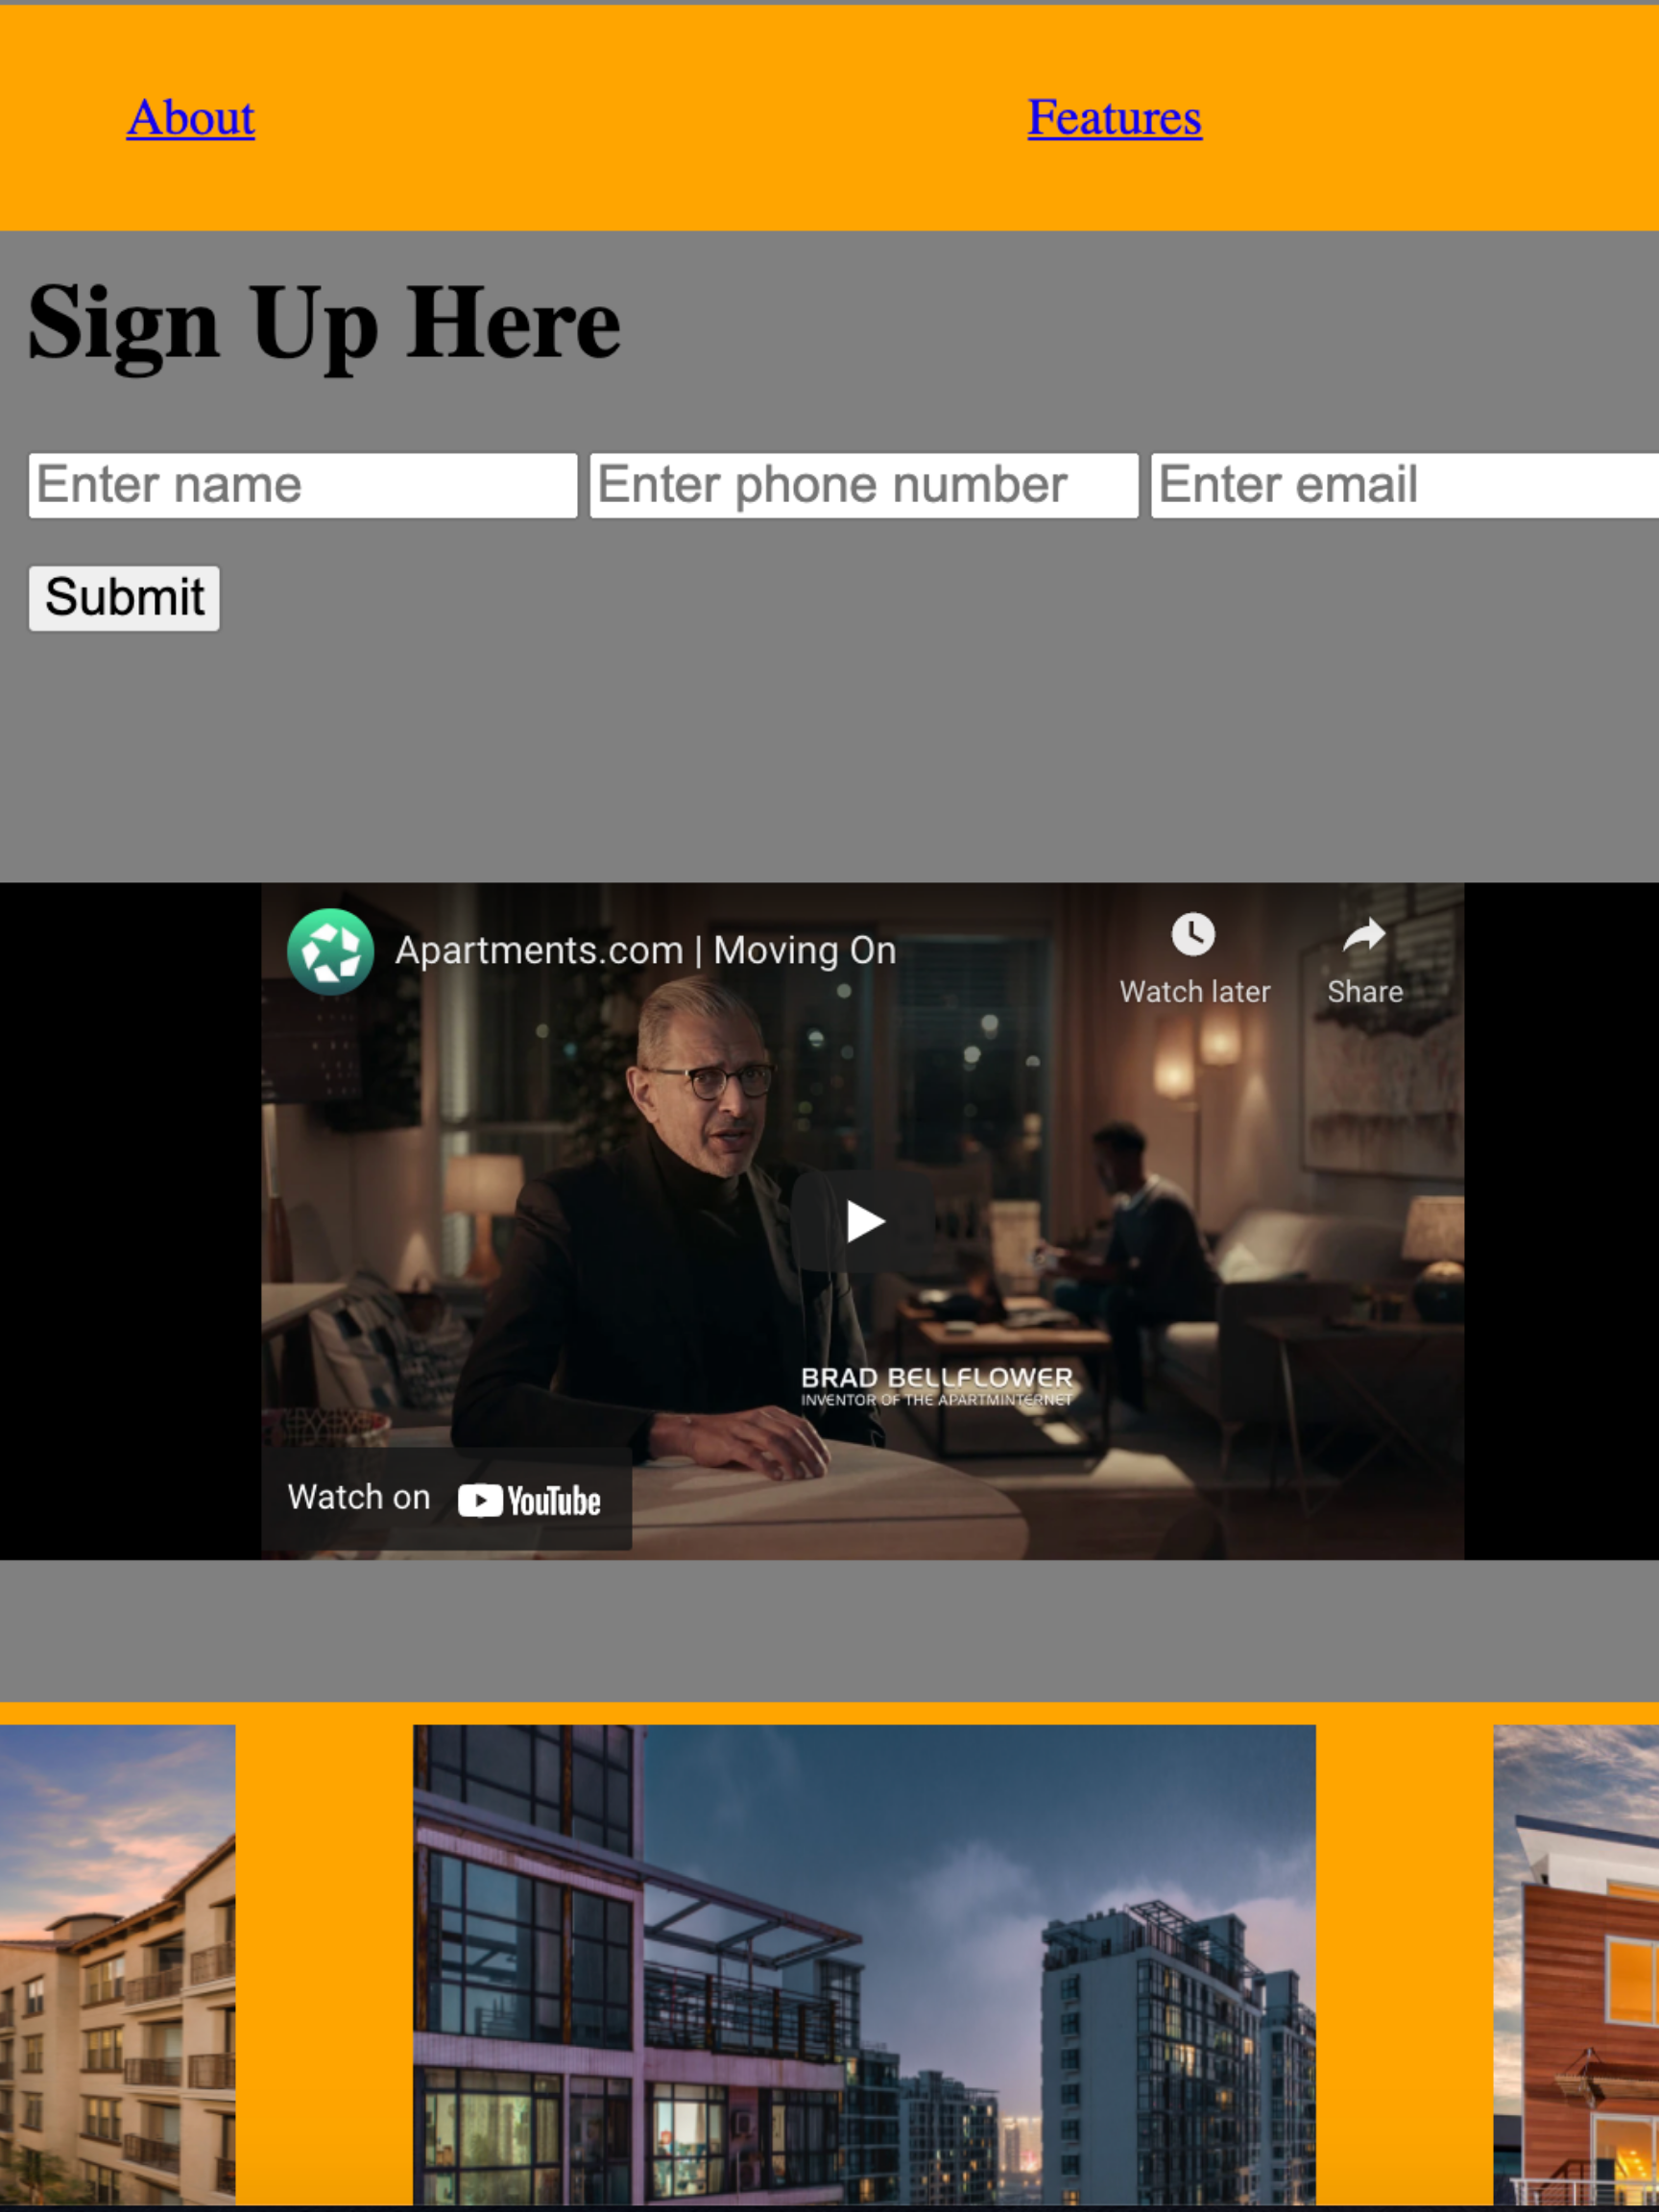 About
Features
Sign Up Here
Enter name
Enter phone number
Enter email
Submit
Apartments.com | Moving On
Watch later
Share
BRAD BELLFLOWER
INVENTOR OF THE APARTMINTERNET
Watch on YouTube